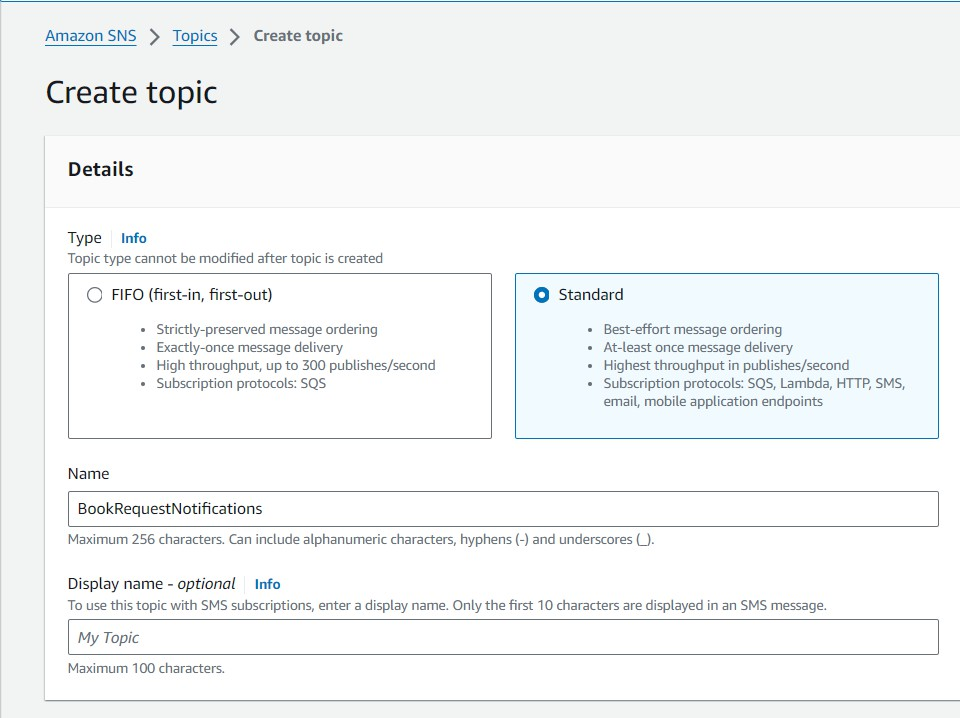 Amazon SNS > Topics > Create topic
Create topic
Details
Type Info
Topic type cannot be modified after topic is created
FIFO (first-in, first-out)
• Strictly-preserved message ordering
• Exactly-once message delivery
• High throughput, up to 300 publishes/second
• Subscription protocols: SQS
Standard
• Best-effort message ordering
• At-least once message delivery
• Highest throughput in publishes/second
• Subscription protocols: SQS, Lambda, HTTP, SMS,
email, mobile application endpoints
Name
BookRequestNotifications
Maximum 256 characters. Can include alphanumeric characters, hyphens (-) and underscores (_).
Display name - optional Info
To use this topic with SMS subscriptions, enter a display name. Only the first 10 characters are displayed in an SMS message.
My Topic
Maximum 100 characters.